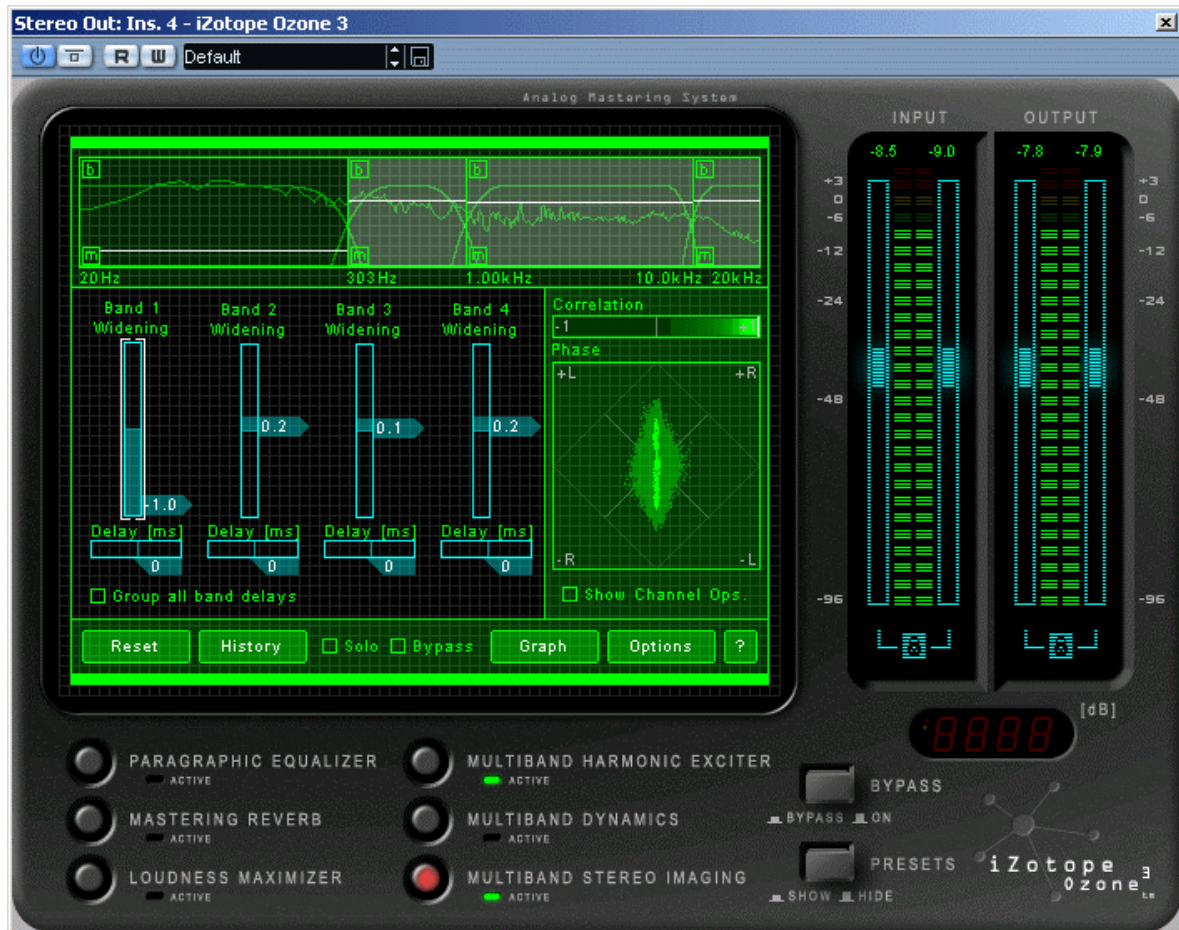 Stereo Out: Ins. 4 - iZotope Ozone 3
R W Default
Analog Mastering System
b b b b
m m m m
20Hz 303Hz 1.00kHz 10.0kHz 20kHz
Band 1 Widening
Band 2 Widening
Band 3 Widening
Band 4 Widening
-1.0
0.2
0.1
0.2
Delay [ms] Delay [ms] Delay [ms] Delay [ms]
0 0 0 0
Group all band delays
Correlation
-1 +1
Phase
+L +R
-R -L
Show Channel Ops.
Reset History Solo Bypass Graph Options ?
INPUT OUTPUT
-8.5 -9.0 -7.8 -7.9
+3 +3
0 0
-6 -6
-12 -12
-24 -24
-48 -48
-96 -96
[dB]
PARAGRAPHIC EQUALIZER
ACTIVE
MASTERING REVERB
ACTIVE
LOUDNESS MAXIMIZER
ACTIVE
MULTIBAND HARMONIC EXCITER
ACTIVE
MULTIBAND DYNAMICS
ACTIVE
MULTIBAND STEREO IMAGING
ACTIVE
BYPASS
BYPASS ON
PRESETS
SHOW HIDE
iZotope
Ozone 3